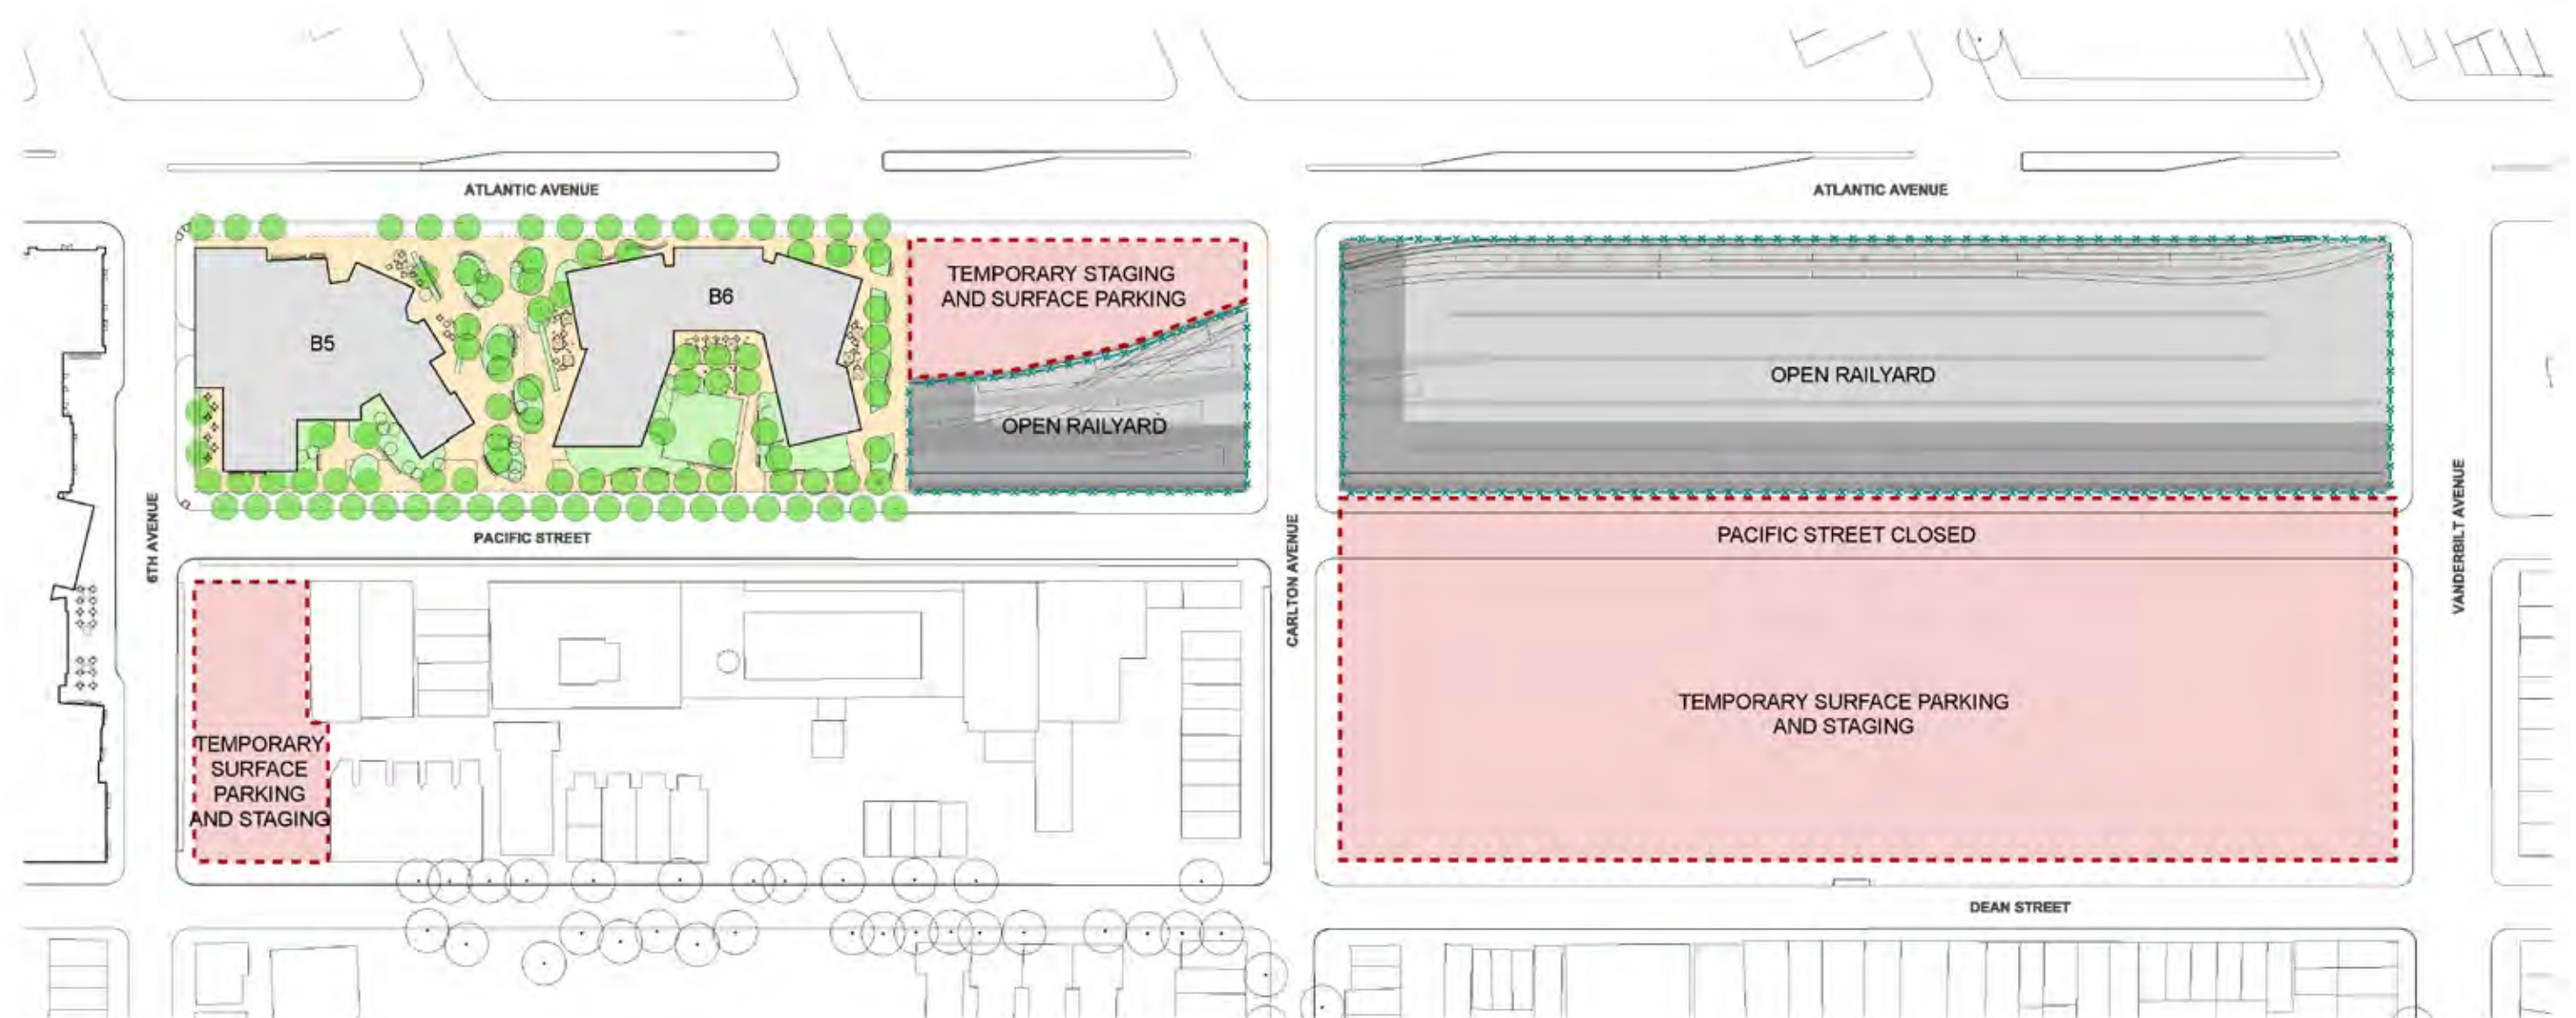 ATLANTIC AVENUE
ATLANTIC AVENUE
TEMPORARY STAGING
AND SURFACE PARKING
B6
B5
OPEN RAILYARD
OPEN RAILYARD
6TH AVENUE
PACIFIC STREET
CARLTON AVENUE
PACIFIC STREET CLOSED
VANDERBILT AVENUE
TEMPORARY SURFACE PARKING
AND STAGING
TEMPORARY
SURFACE
PARKING
AND STAGING
DEAN STREET